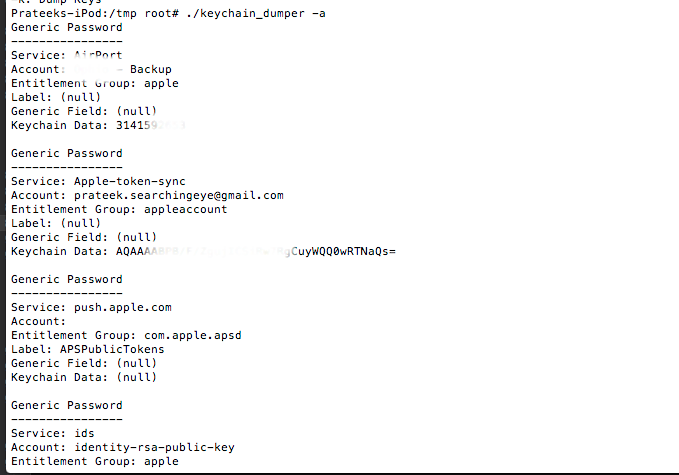 -k: Dump Keys
Prateeks-iPod:/tmp root# ./keychain_dumper -a
Generic Password
----------------
Service: AirPort
Account: - Backup
Entitlement Group: apple
Label: (null)
Generic Field: (null)
Keychain Data: 314159
Generic Password
----------------
Service: Apple-token-sync
Account: prateek.searchingeye@gmail.com
Entitlement Group: appleaccount
Label: (null)
Generic Field: (null)
Keychain Data: AQAAAA gCuyWQQ0wRTNaQs=
Generic Password
----------------
Service: push.apple.com
Account:
Entitlement Group: com.apple.apsd
Label: APSPublicTokens
Generic Field: (null)
Keychain Data: (null)
Generic Password
----------------
Service: ids
Account: identity-rsa-public-key
Entitlement Group: apple